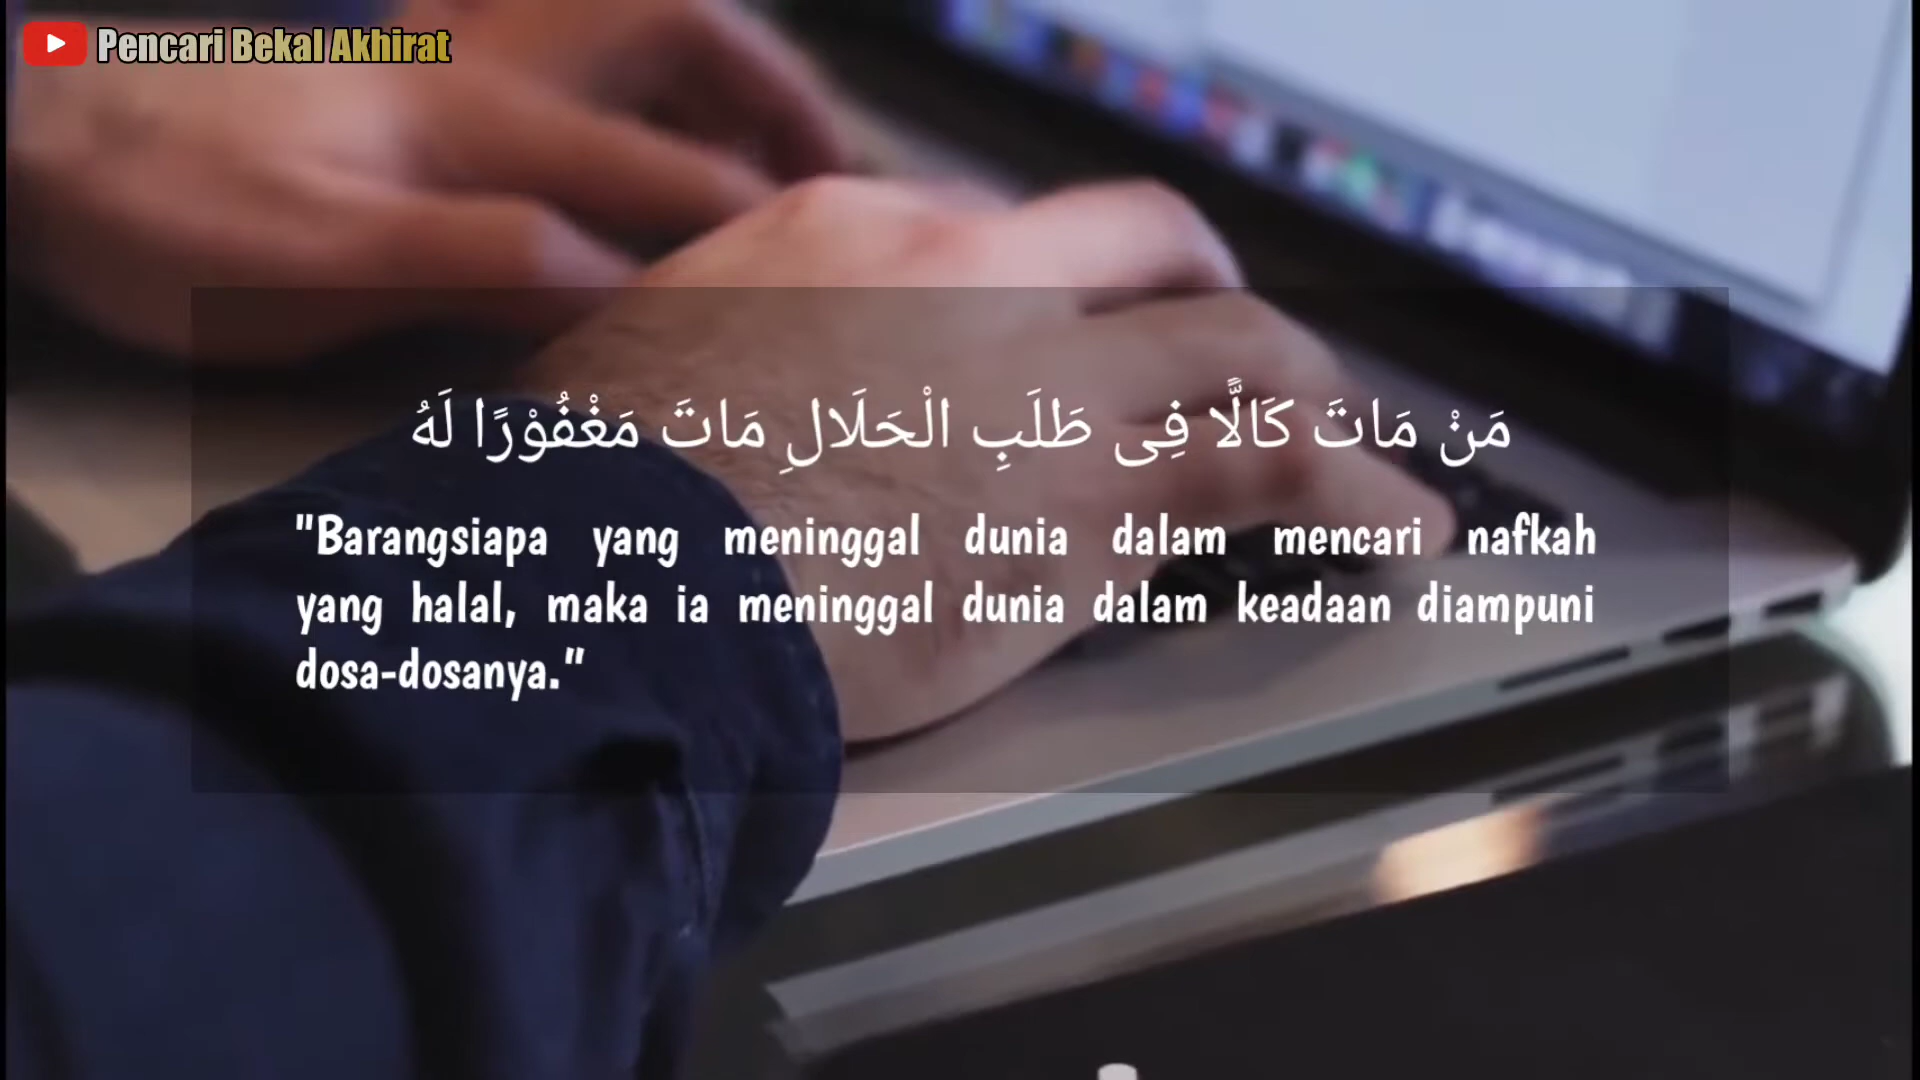 Pencari Bekal Akhirat
مَنْ مَاتَ كَالًّا فِى طَلَبِ الْحَلَالِ مَاتَ مَغْفُوْرًا لَهُ
"Barangsiapa yang meninggal dunia dalam mencari nafkah
yang halal, maka ia meninggal dunia dalam keadaan diampuni
dosa-dosanya."